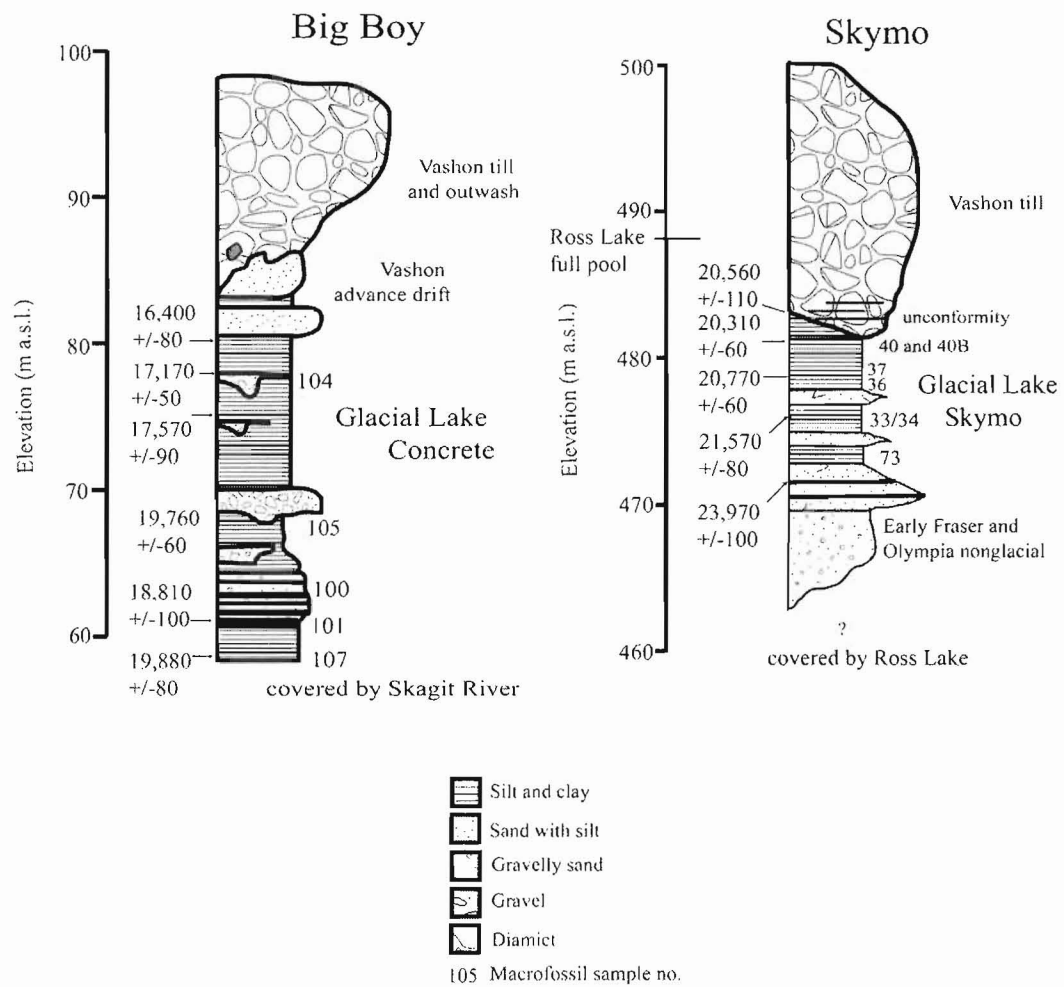 Big Boy
100
90
80
70
60
Elevation (m a.s.l.)
Vashon till
and outwash
Vashon
advance drift
16,400
+/-80
17,170
+/-50
17,570
+/-90
19,760
+/-60
18,810
+/-100
19,880
+/-80
104
105
100
101
107
Glacial Lake
Concrete
covered by Skagit River
Skymo
500
490
480
470
460
Elevation (m a.s.l.)
Ross Lake
full pool
Vashon till
20,560
+/-110
20,310
+/-60
20,770
+/-60
21,570
+/-80
23,970
+/-100
unconformity
40 and 40B
37
36
33/34
73
Glacial Lake
Skymo
Early Fraser and
Olympia nonglacial
?
covered by Ross Lake
Silt and clay
Sand with silt
Gravelly sand
Gravel
Diamict
105 Macrofossil sample no.